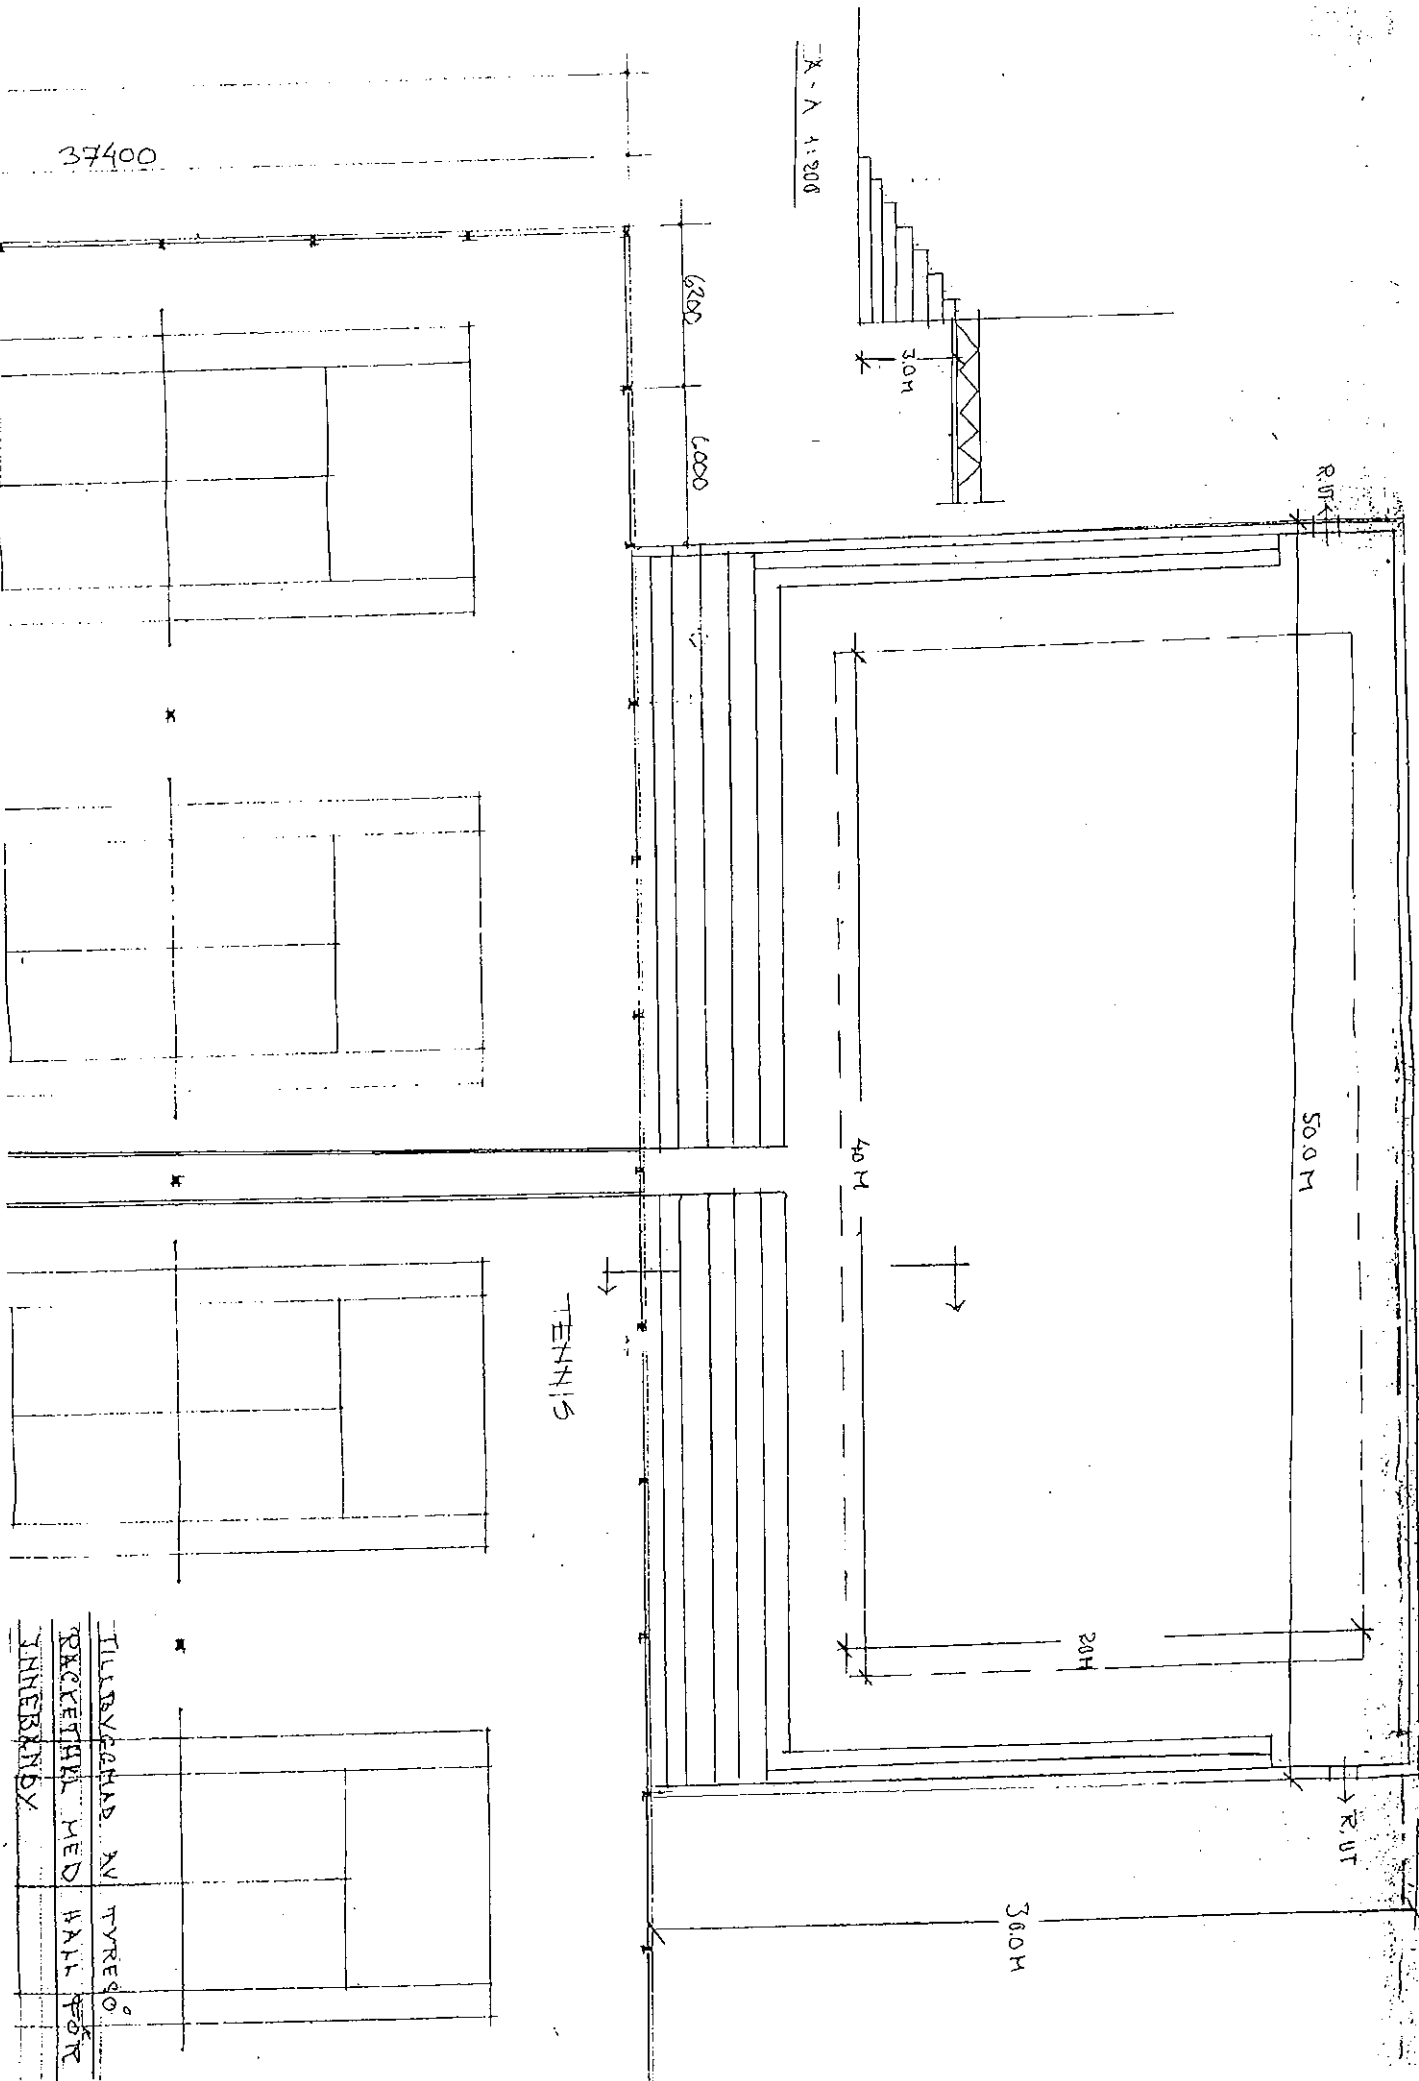 TILLBYGGNAD AV TYRESÖ
RACKETHALL MED HALL FÖR
INNEBANDY
TENNIS
A-A 1:200
3.0M
37400
6200
6000
R.UT
50.0M
40M
20M
R.UT
30.0M